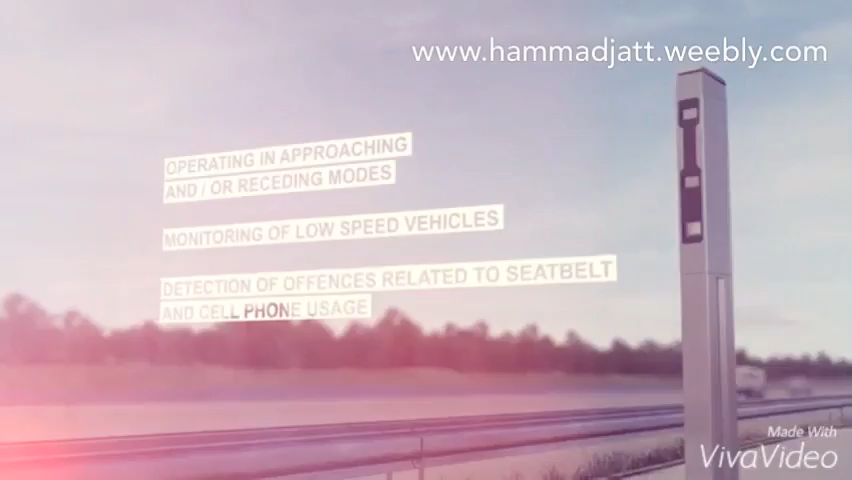 www.hammadjatt.weebly.com
OPERATING IN APPROACHING
AND / OR RECEDING MODES
MONITORING OF LOW SPEED VEHICLES
DETECTION OF OFFENCES RELATED TO SEATBELT
AND CELL PHONE USAGE
Made With
VivaVideo